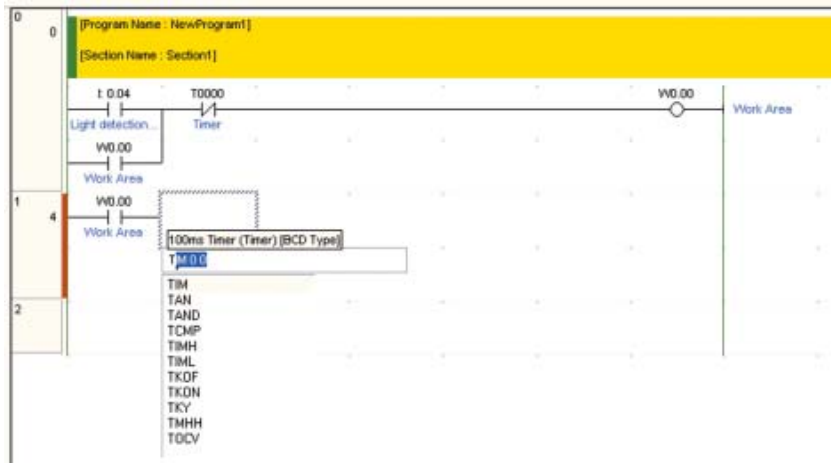 0
0
[Program Name : NewProgram1]
[Section Name : Section1]
I: 0.04 T0000 W0.00
Light detection... Timer Work Area
W0.00
Work Area
1
4
W0.00
Work Area
100ms Timer (Timer) [BCD Type]
TIM 0 0
2
TIM
TAN
TAND
TCMP
TIMH
TIML
TKOF
TKON
TKY
TMHH
TOCV